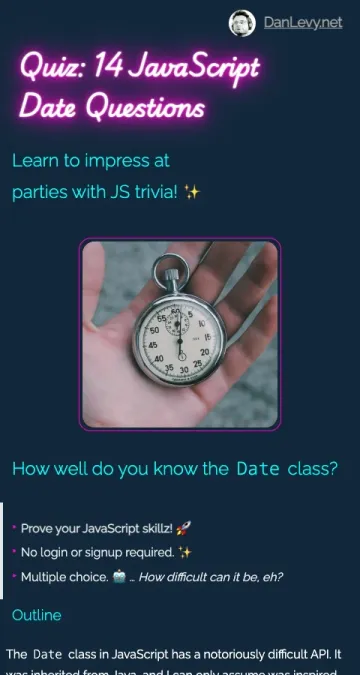 DanLevy.net
Quiz: 14 JavaScript
Date Questions
Learn to impress at
parties with JS trivia! ✨
60
5
10
15
20
25
30
35
40
45
50
55
How well do you know the Date class?
• Prove your JavaScript skillz! 🚀
• No login or signup required. ✨
• Multiple choice. 🤖 … How difficult can it be, eh?
Outline
The Date class in JavaScript has a notoriously difficult API. It
was inherited from Java, and I can only assume was inspired